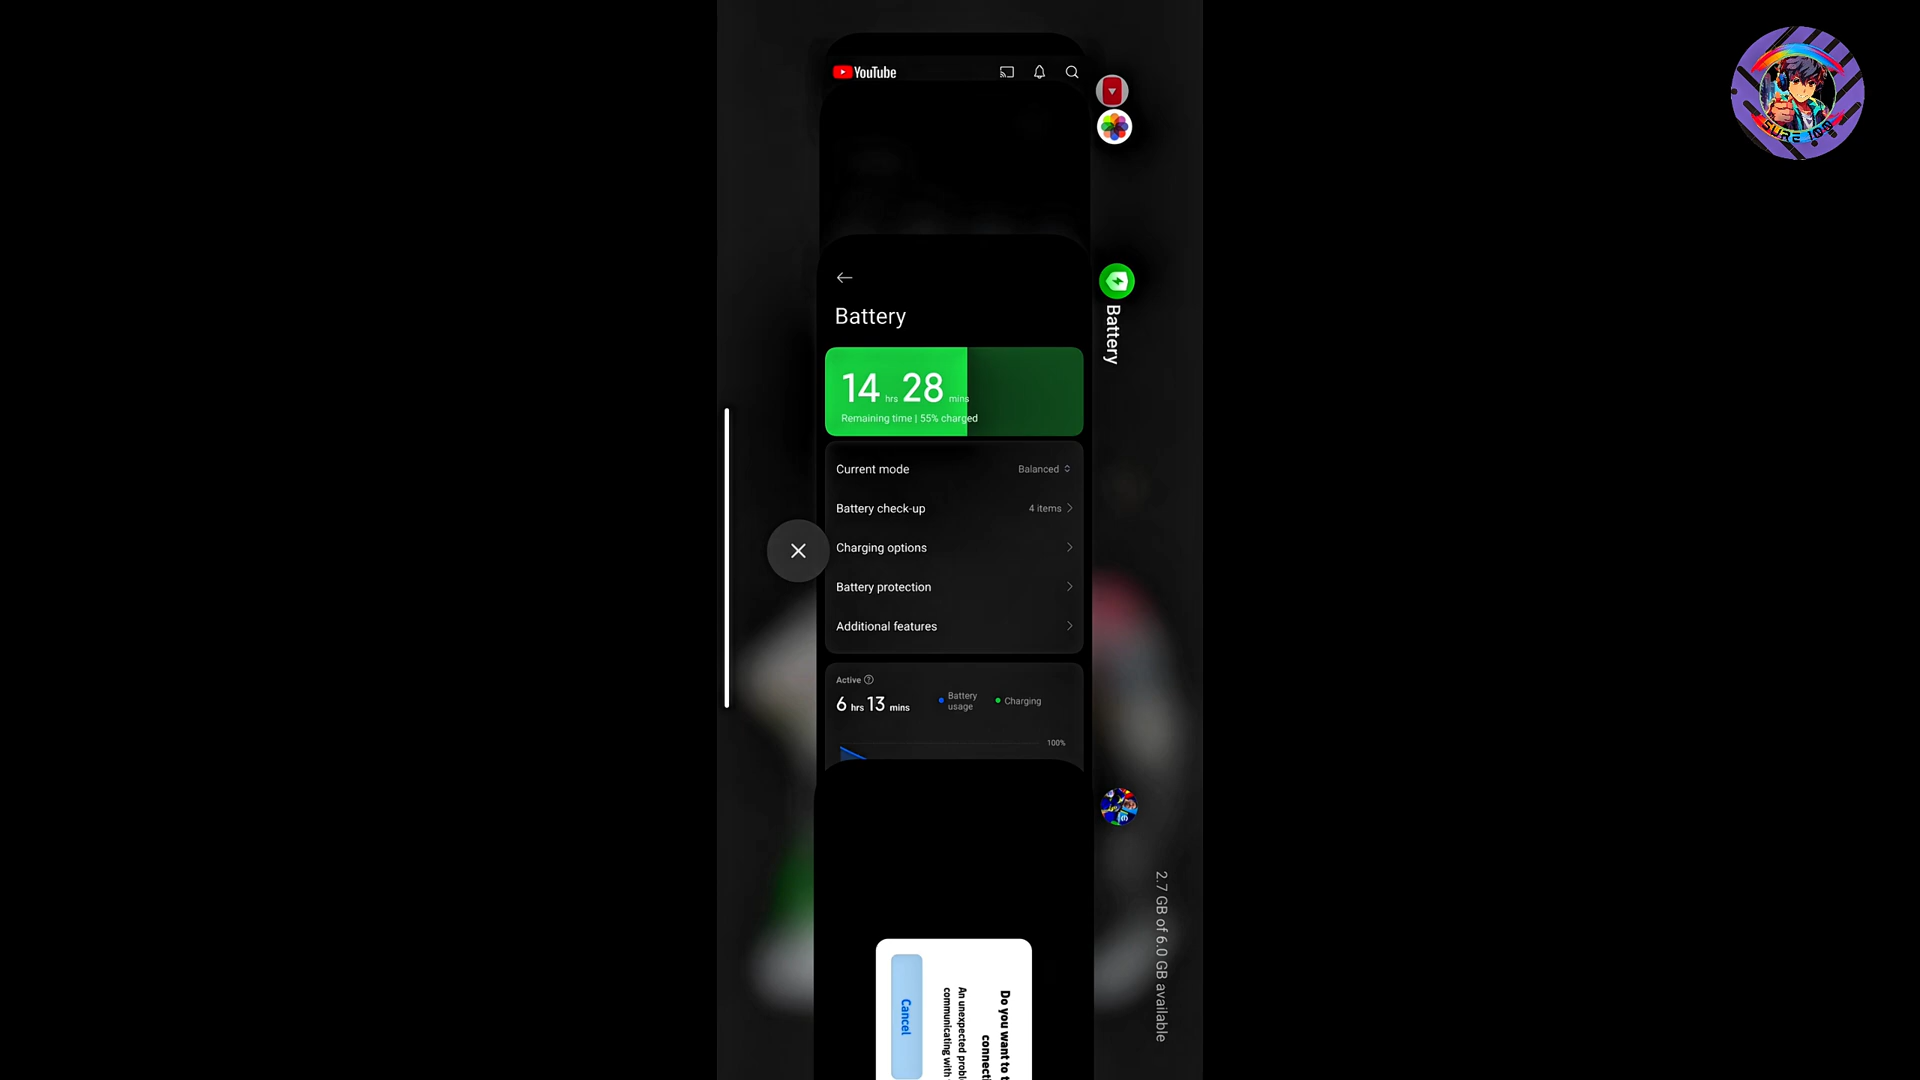 YouTube
Battery
14 hrs 28 mins
Remaining time | 55% charged
Current mode
Balanced
Battery check-up
4 items
Charging options
Battery protection
Additional features
Active
6 hrs 13 mins
Battery
usage
Charging
100%
Battery
2.7 GB of 6.0 GB available
Do you want to t
connecti
An unexpected probl
communicating with
Cancel